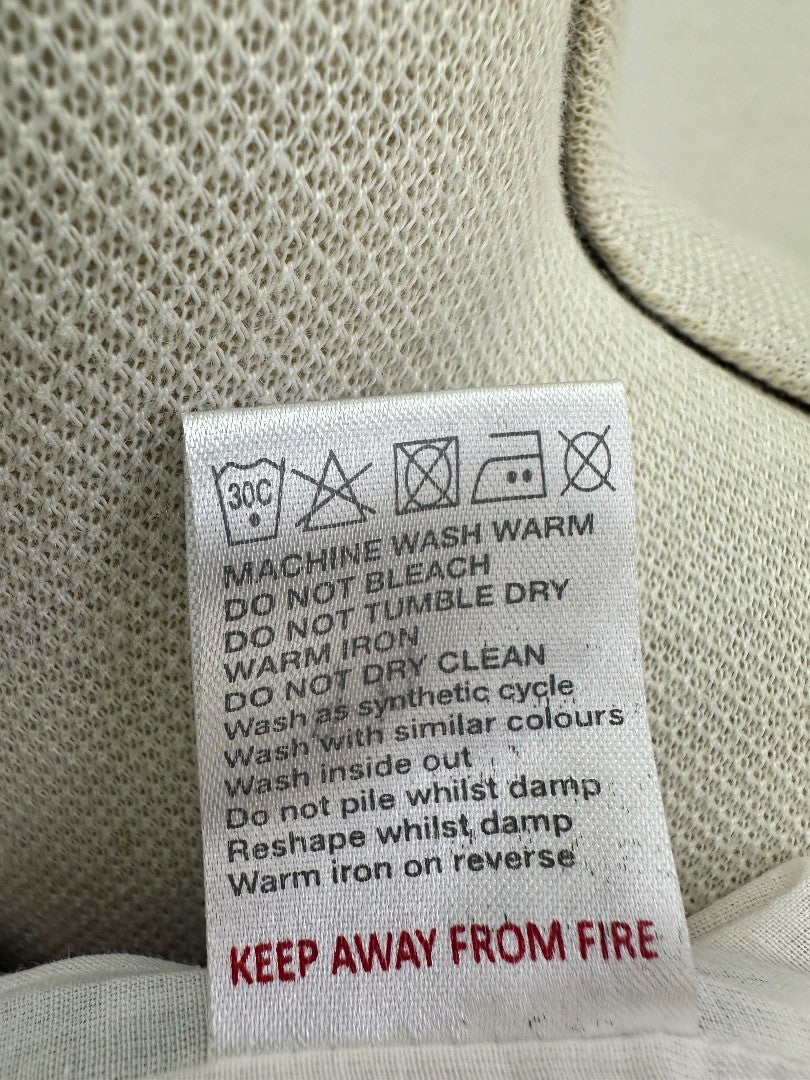 30C
MACHINE WASH WARM
DO NOT BLEACH
DO NOT TUMBLE DRY
WARM IRON
DO NOT DRY CLEAN
Wash as synthetic cycle
Wash with similar colours
Wash inside out
Do not pile whilst damp
Reshape whilst damp
Warm iron on reverse
KEEP AWAY FROM FIRE